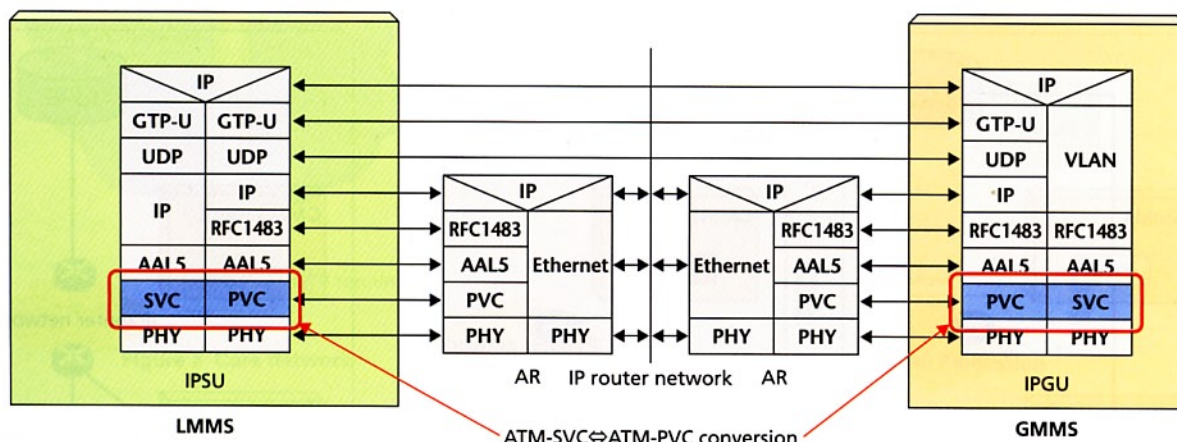 IP
GTP-U GTP-U
UDP UDP
IP IP
RFC1483
AAL5 AAL5
SVC PVC
PHY PHY
IPSU
LMMS
IP
RFC1483 Ethernet
AAL5
PVC
PHY PHY
AR
IP router network
IP
Ethernet RFC1483
AAL5
PVC
PHY PHY
AR
IP
GTP-U VLAN
UDP
IP
RFC1483 RFC1483
AAL5 AAL5
PVC SVC
PHY PHY
IPGU
GMMS
ATM-SVC⇔ATM-PVC conversion